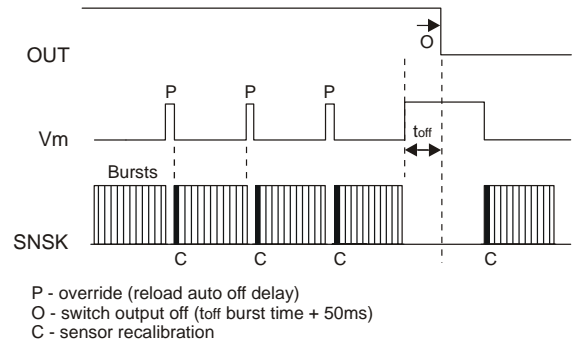 O
OUT
P P P
Vm
toff
Bursts
SNSK
C C C C
P - override (reload auto off delay)
O - switch output off (toff burst time + 50ms)
C - sensor recalibration